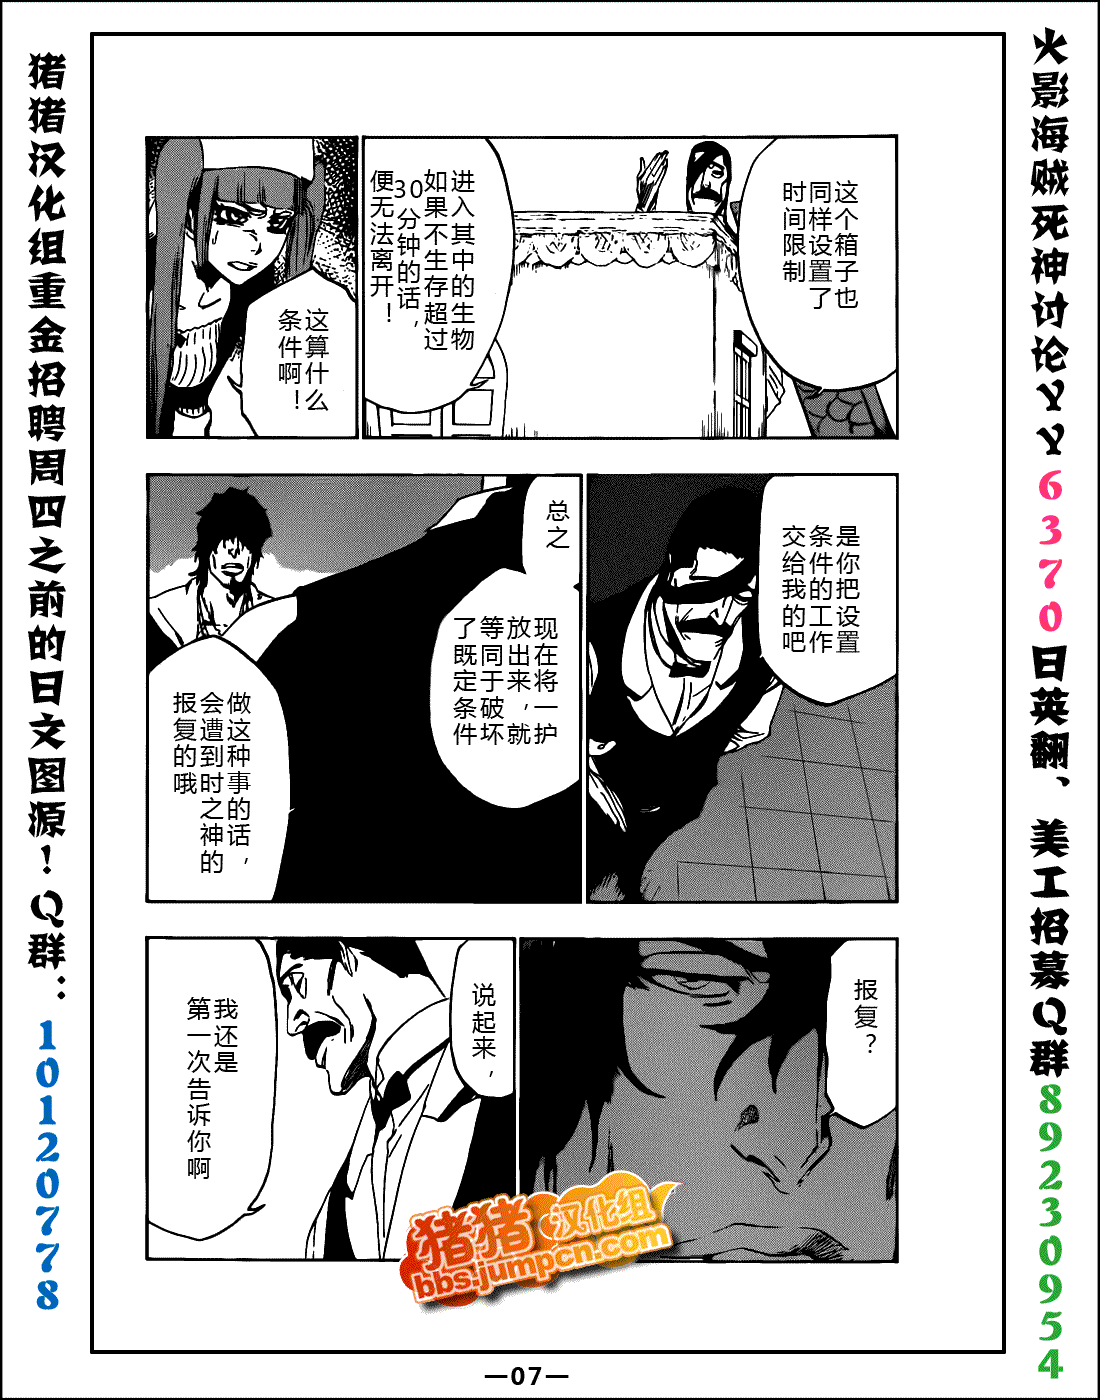 火影海贼死神讨论YY6370日英翻、美工招募Q群89230954
这个箱子也
同样设置了
时间限制
进入其中的生物
如果不生存超过
30分钟的话，
便无法离开！
这算什么
条件啊！
是你把设置
条件的工作
交给我的吧
总之
现在将一护
放出来，就
等同于破坏
了既定条件
做这种事的话，
会遭到时之神的
报复的哦
报复？
说起来，
我还是
第一次告诉你啊
猪猪汉化组重金招聘周四之前的日文图源！Q群：101207778
猪猪汉化组
bbs.jumpcn.com
—07—